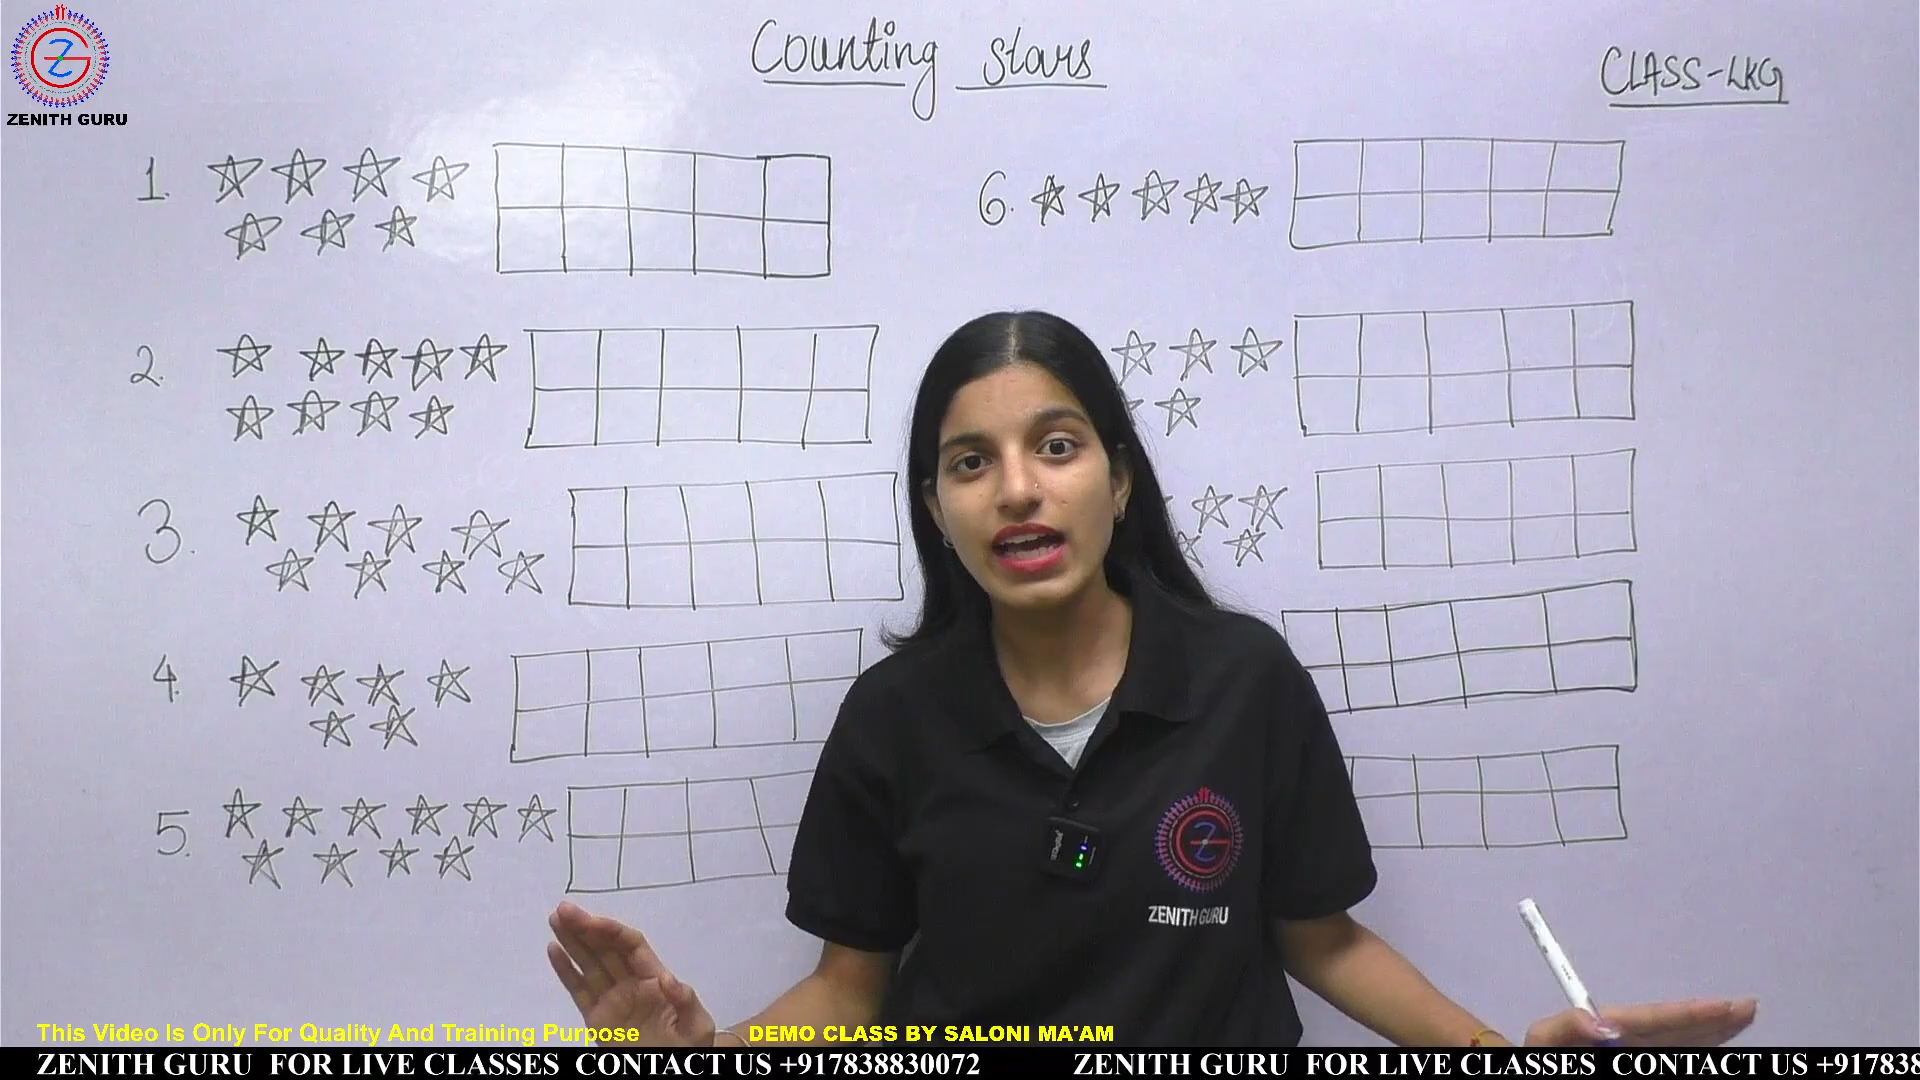 ZENITH GURU
Counting stars
CLASS-LKG
1.
2.
3.
4.
5.
6.
ZENITH GURU
This Video Is Only For Quality And Training Purpose
DEMO CLASS BY SALONI MA'AM
ZENITH GURU FOR LIVE CLASSES CONTACT US +917838830072 ZENITH GURU FOR LIVE CLASSES CONTACT US +917838